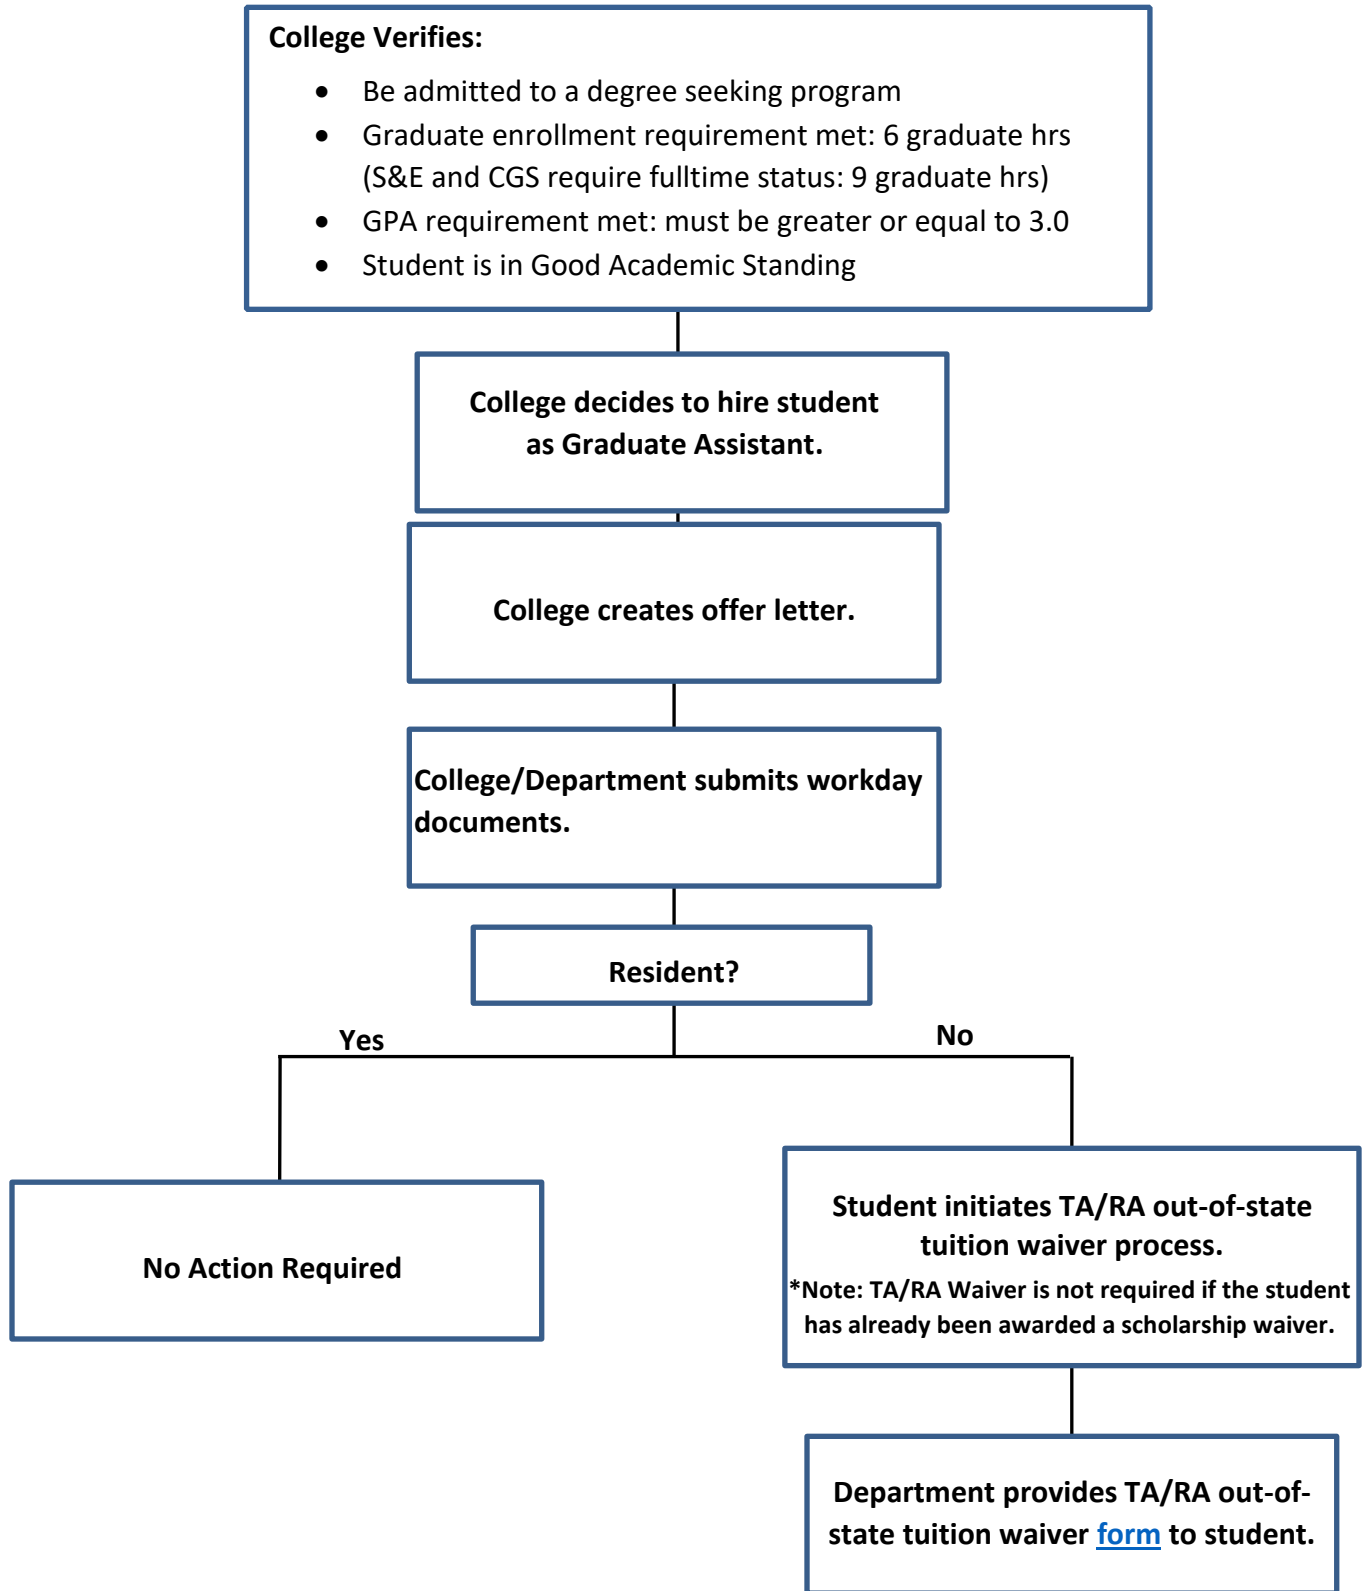 College Verifies:
• Be admitted to a degree seeking program
• Graduate enrollment requirement met: 6 graduate hrs
(S&E and CGS require fulltime status: 9 graduate hrs)
• GPA requirement met: must be greater or equal to 3.0
• Student is in Good Academic Standing
College decides to hire student
as Graduate Assistant.
College creates offer letter.
College/Department submits workday
documents.
Resident?
Yes
No
No Action Required
Student initiates TA/RA out-of-state
tuition waiver process.
*Note: TA/RA Waiver is not required if the student
has already been awarded a scholarship waiver.
Department provides TA/RA out-of-
state tuition waiver form to student.